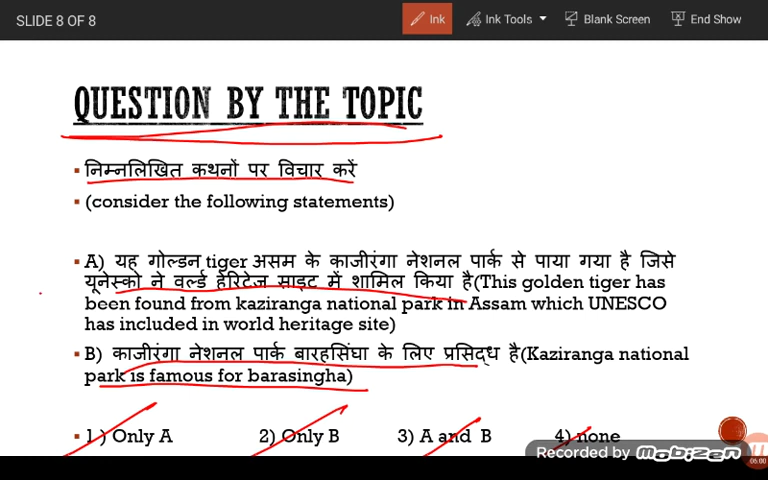 SLIDE 8 OF 8
Ink
Ink Tools
Blank Screen
End Show
QUESTION BY THE TOPIC
▪ निम्नलिखित कथनों पर विचार करें
▪ (consider the following statements)
▪ A) यह गोल्डन tiger असम के काजीरंगा नेशनल पार्क से पाया गया है जिसे
यूनेस्को ने वर्ल्ड हेरिटेज साइट में शामिल किया है(This golden tiger has
been found from kaziranga national park in Assam which UNESCO
has included in world heritage site)
▪ B) काजीरंगा नेशनल पार्क बारहसिंघा के लिए प्रसिद्ध है(Kaziranga national
park is famous for barasingha)
▪ 1) Only A 2) Only B 3) A and B 4) none
Recorded by Mobizen
06:00